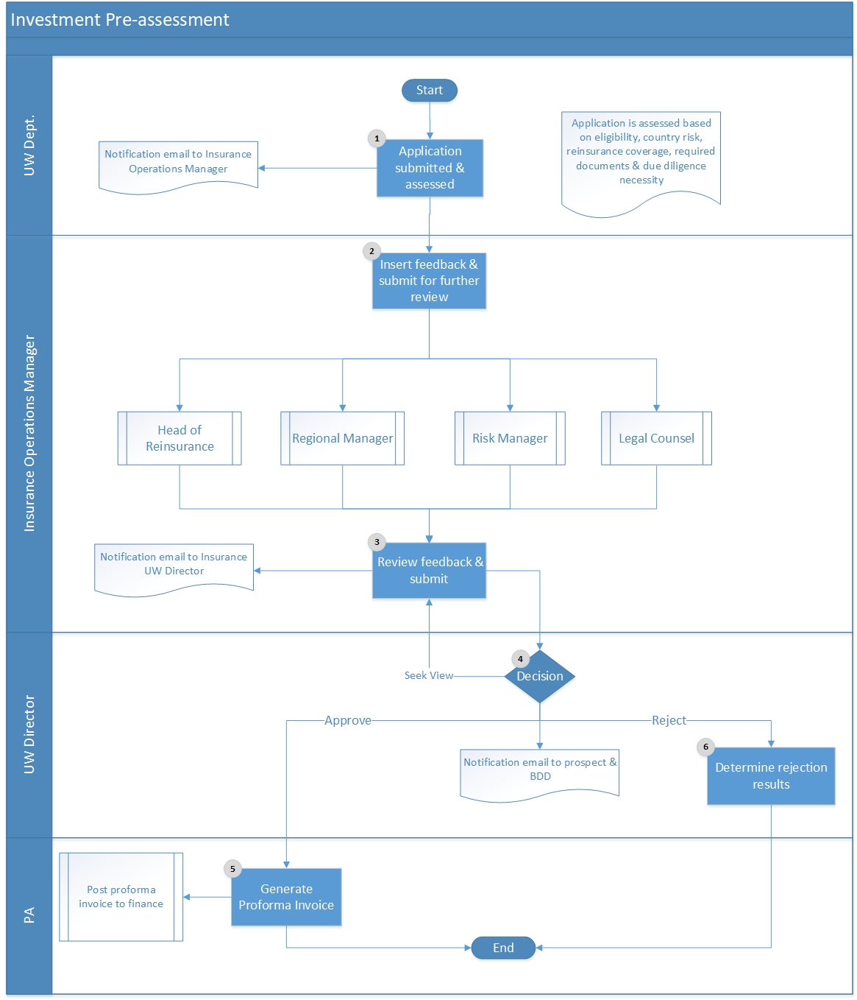 Investment Pre-assessment
UW Dept.
Start
1
Application
submitted &
assessed
Notification email to Insurance
Operations Manager
Application is assessed based
on eligibility, country risk,
reinsurance coverage, required
documents & due diligence
necessity
Insurance Operations Manager
2
Insert feedback &
submit for further
review
Head of
Reinsurance
Regional Manager
Risk Manager
Legal Counsel
3
Review feedback &
submit
Notification email to Insurance
UW Director
UW Director
4
Decision
Seek View
Approve
Reject
Notification email to prospect &
BDD
6
Determine rejection
results
PA
5
Generate
Proforma Invoice
Post proforma
invoice to finance
End